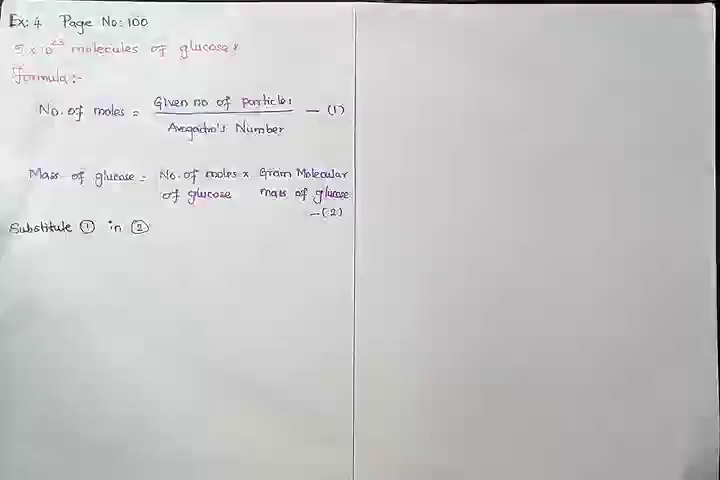 Ex: 4 Page No: 100
5 x 10^23 molecules of glucose?
Formula:-
No. of moles = Given no of particles / Avogadro's Number — (1)
Mass of glucose = No. of moles of glucose x Gram Molecular mass of glucose — (2)
Substitute ① in ②